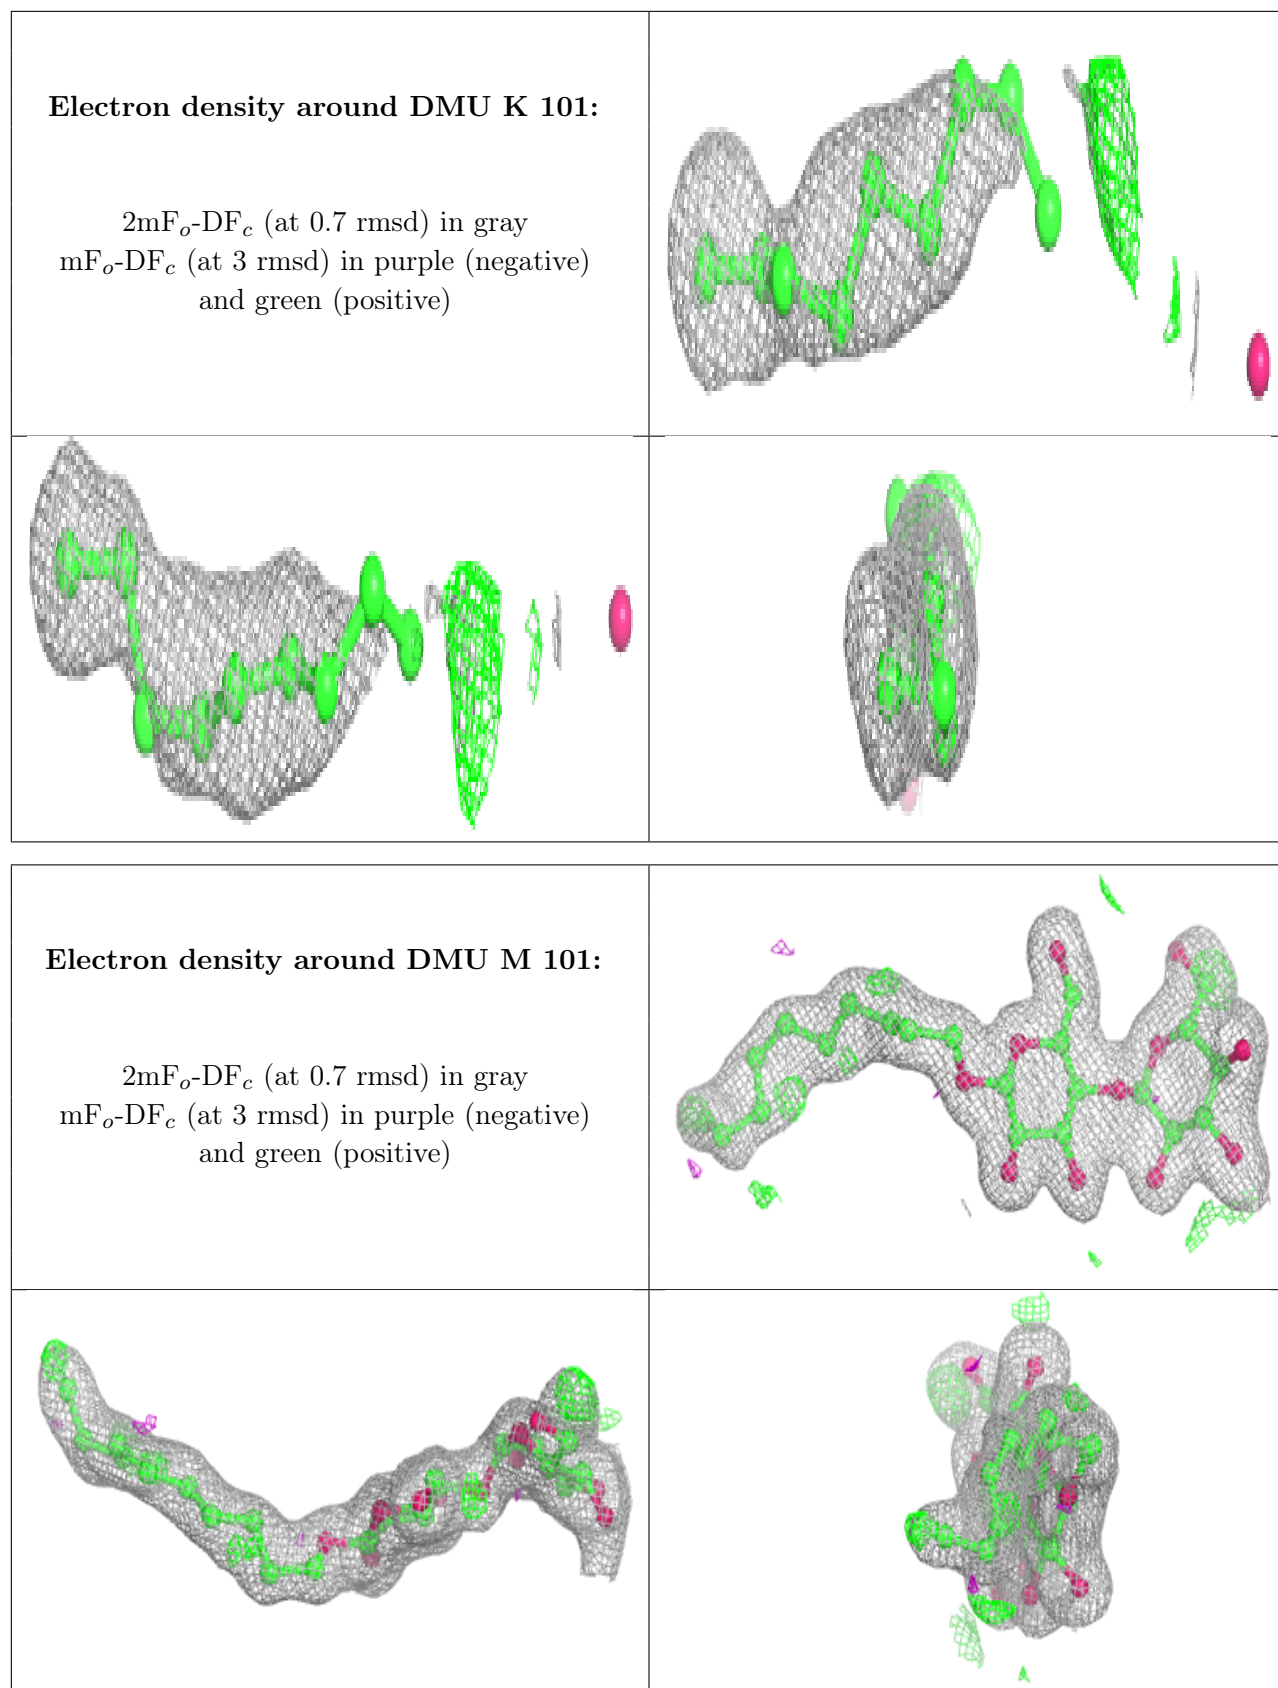 Electron density around DMU K 101:
2mFo-DFc (at 0.7 rmsd) in gray
mFo-DFc (at 3 rmsd) in purple (negative)
and green (positive)
Electron density around DMU M 101:
2mFo-DFc (at 0.7 rmsd) in gray
mFo-DFc (at 3 rmsd) in purple (negative)
and green (positive)